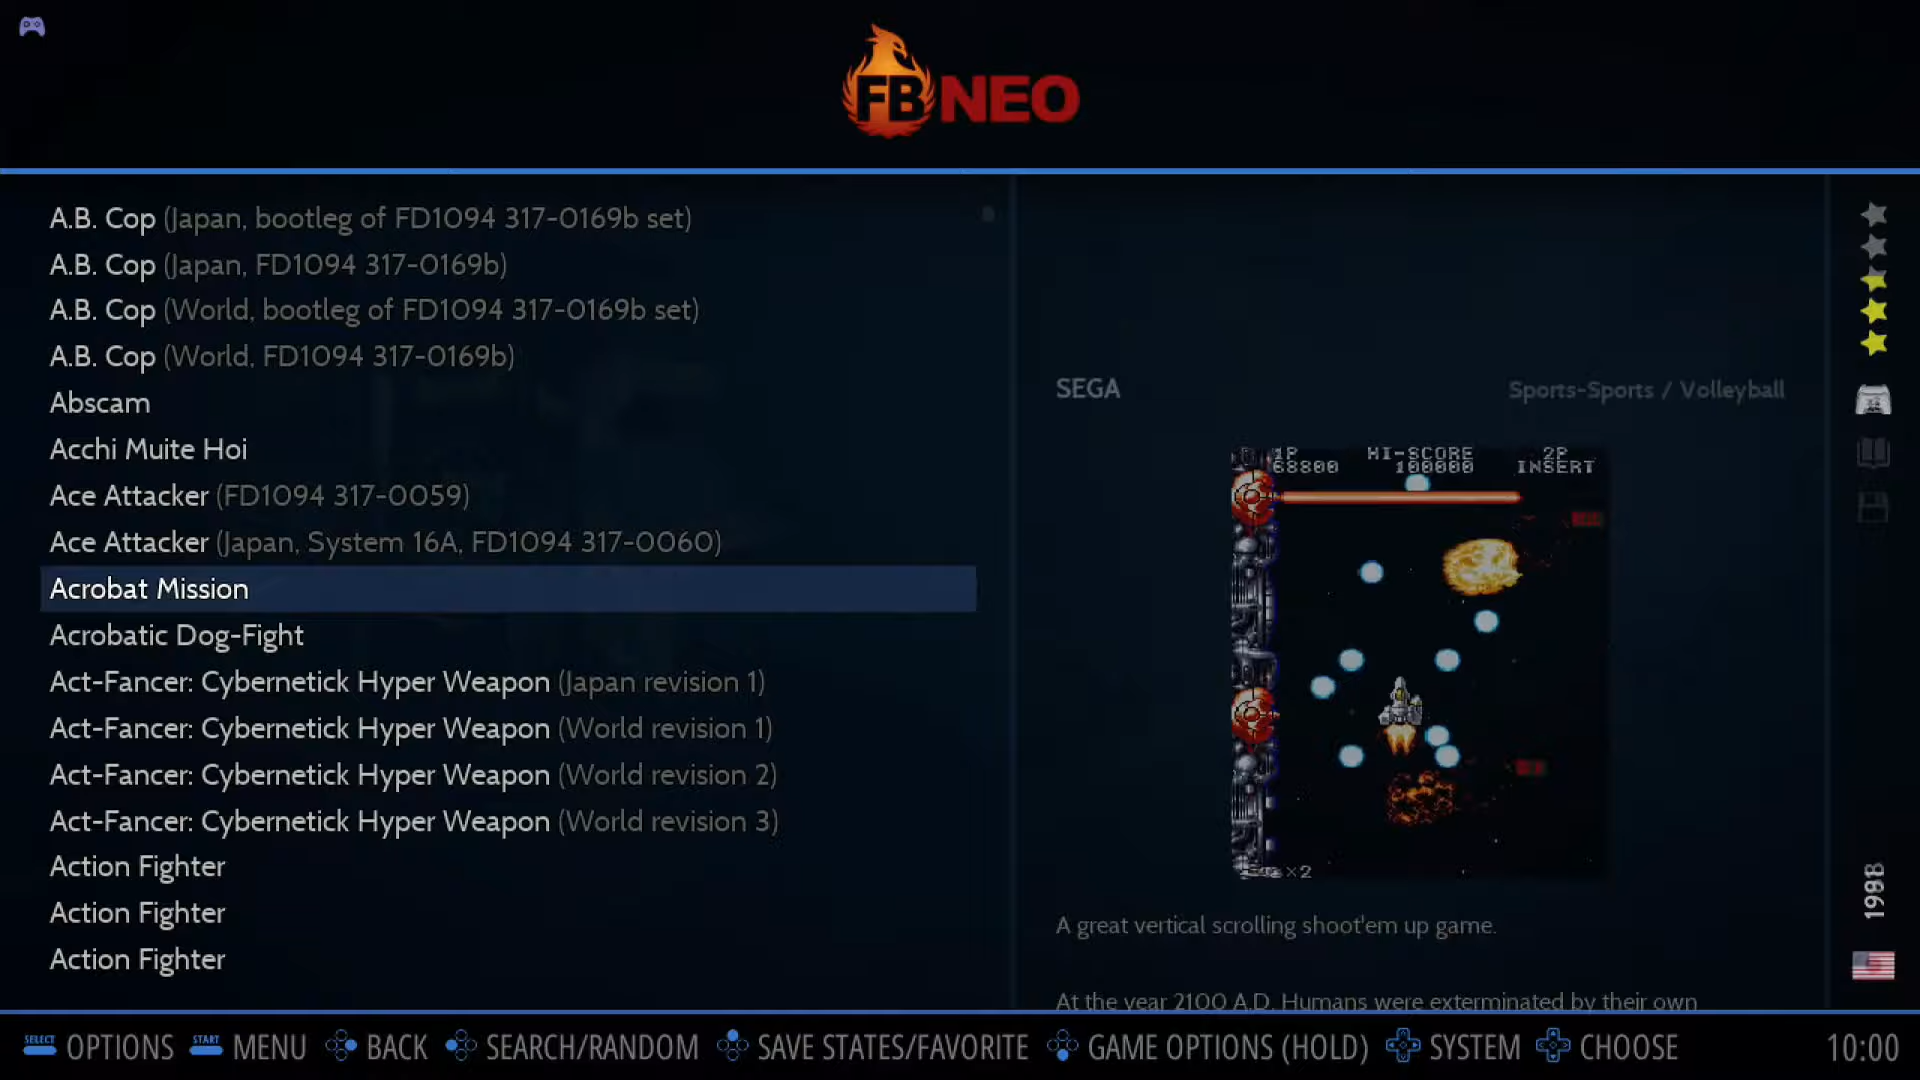 FB NEO
A.B. Cop (Japan, bootleg of FD1094 317-0169b set)
A.B. Cop (Japan, FD1094 317-0169b)
A.B. Cop (World, bootleg of FD1094 317-0169b set)
A.B. Cop (World, FD1094 317-0169b)
Abscam
Acchi Muite Hoi
Ace Attacker (FD1094 317-0059)
Ace Attacker (Japan, System 16A, FD1094 317-0060)
Acrobat Mission
Acrobatic Dog-Fight
Act-Fancer: Cybernetick Hyper Weapon (Japan revision 1)
Act-Fancer: Cybernetick Hyper Weapon (World revision 1)
Act-Fancer: Cybernetick Hyper Weapon (World revision 2)
Act-Fancer: Cybernetick Hyper Weapon (World revision 3)
Action Fighter
Action Fighter
Action Fighter
SEGA Sports-Sports / Volleyball
1P HI-SCORE 2P
68800 100000 INSERT
×2
A great vertical scrolling shoot'em up game.
At the year 2100 A.D. Humans were exterminated by their own
SELECT OPTIONS START MENU BACK SEARCH/RANDOM SAVE STATES/FAVORITE GAME OPTIONS (HOLD) SYSTEM CHOOSE 10:00